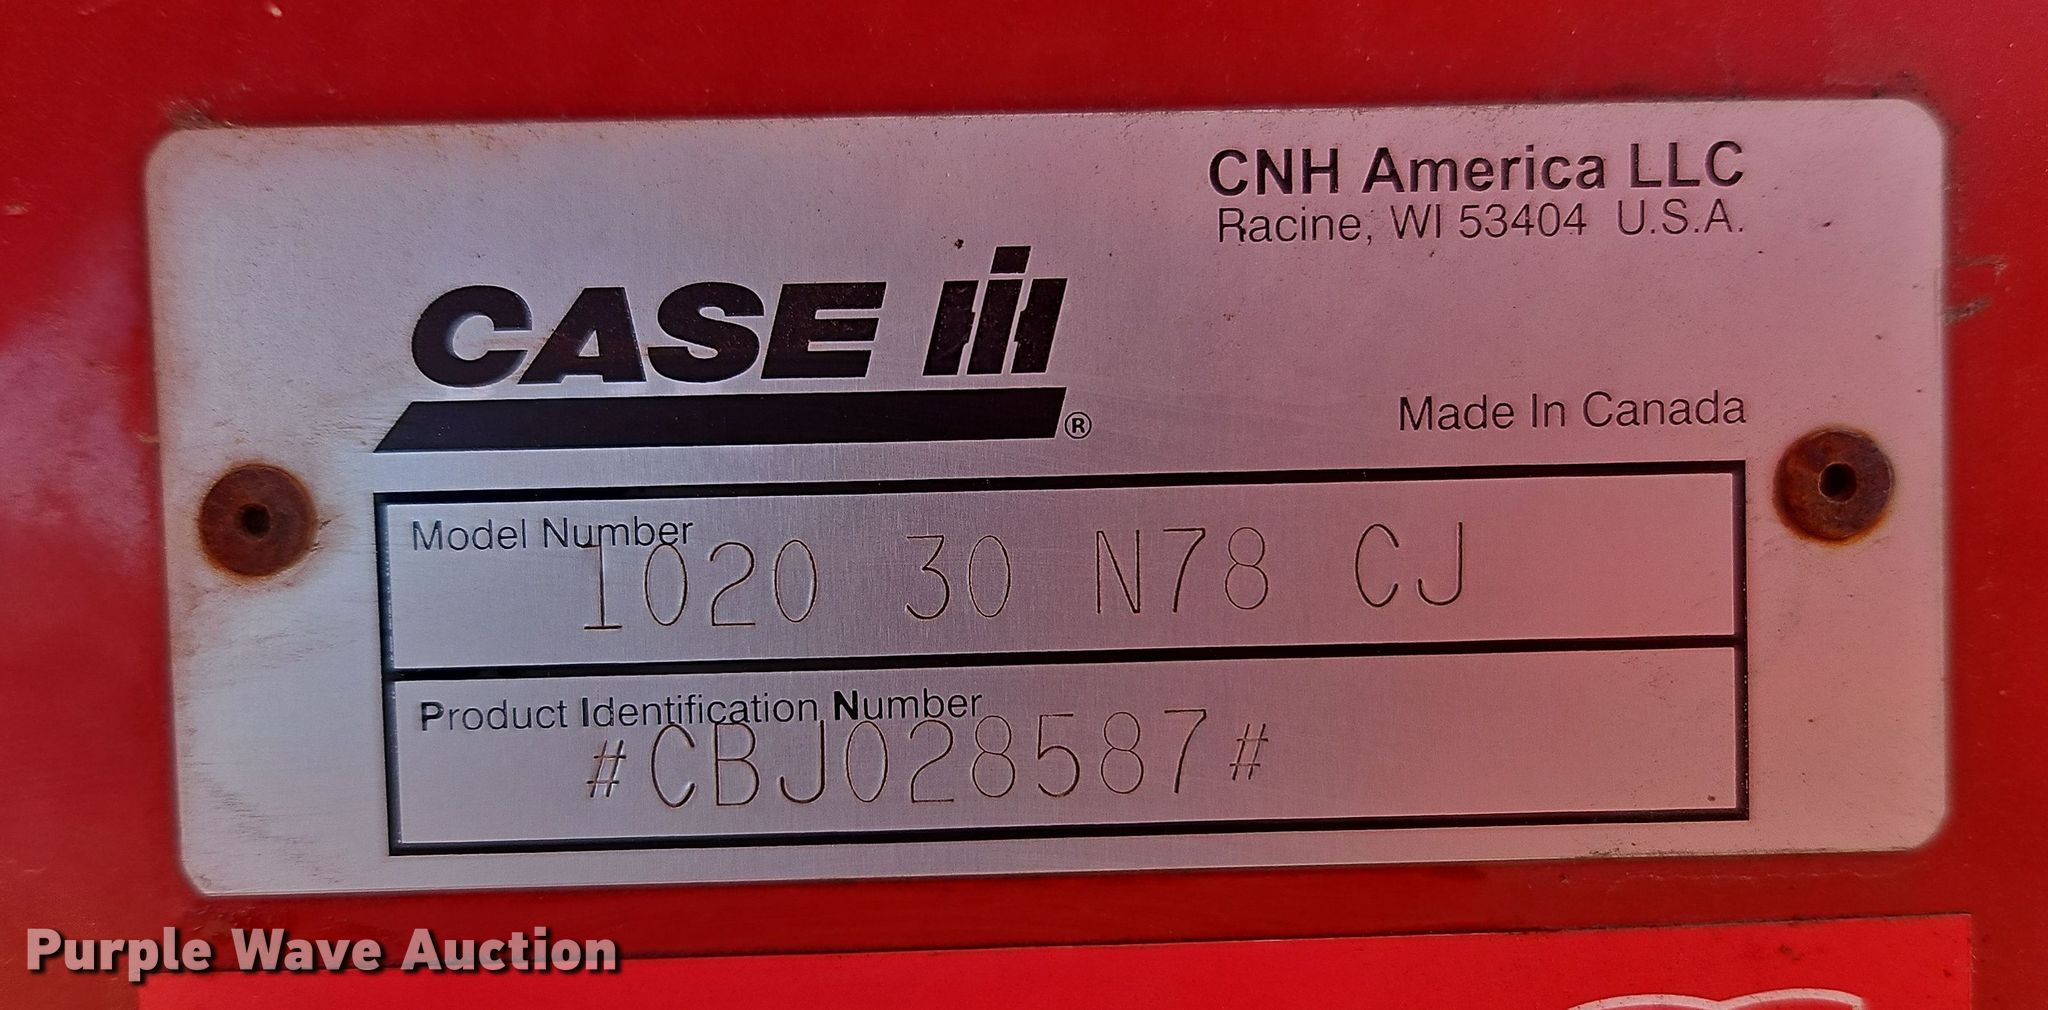 CNH America LLC
Racine, WI 53404 U.S.A.
CASE IH®
Made In Canada
Model Number
1020 30 N78 CJ
Product Identification Number
#CBJ028587#
Purple Wave Auction